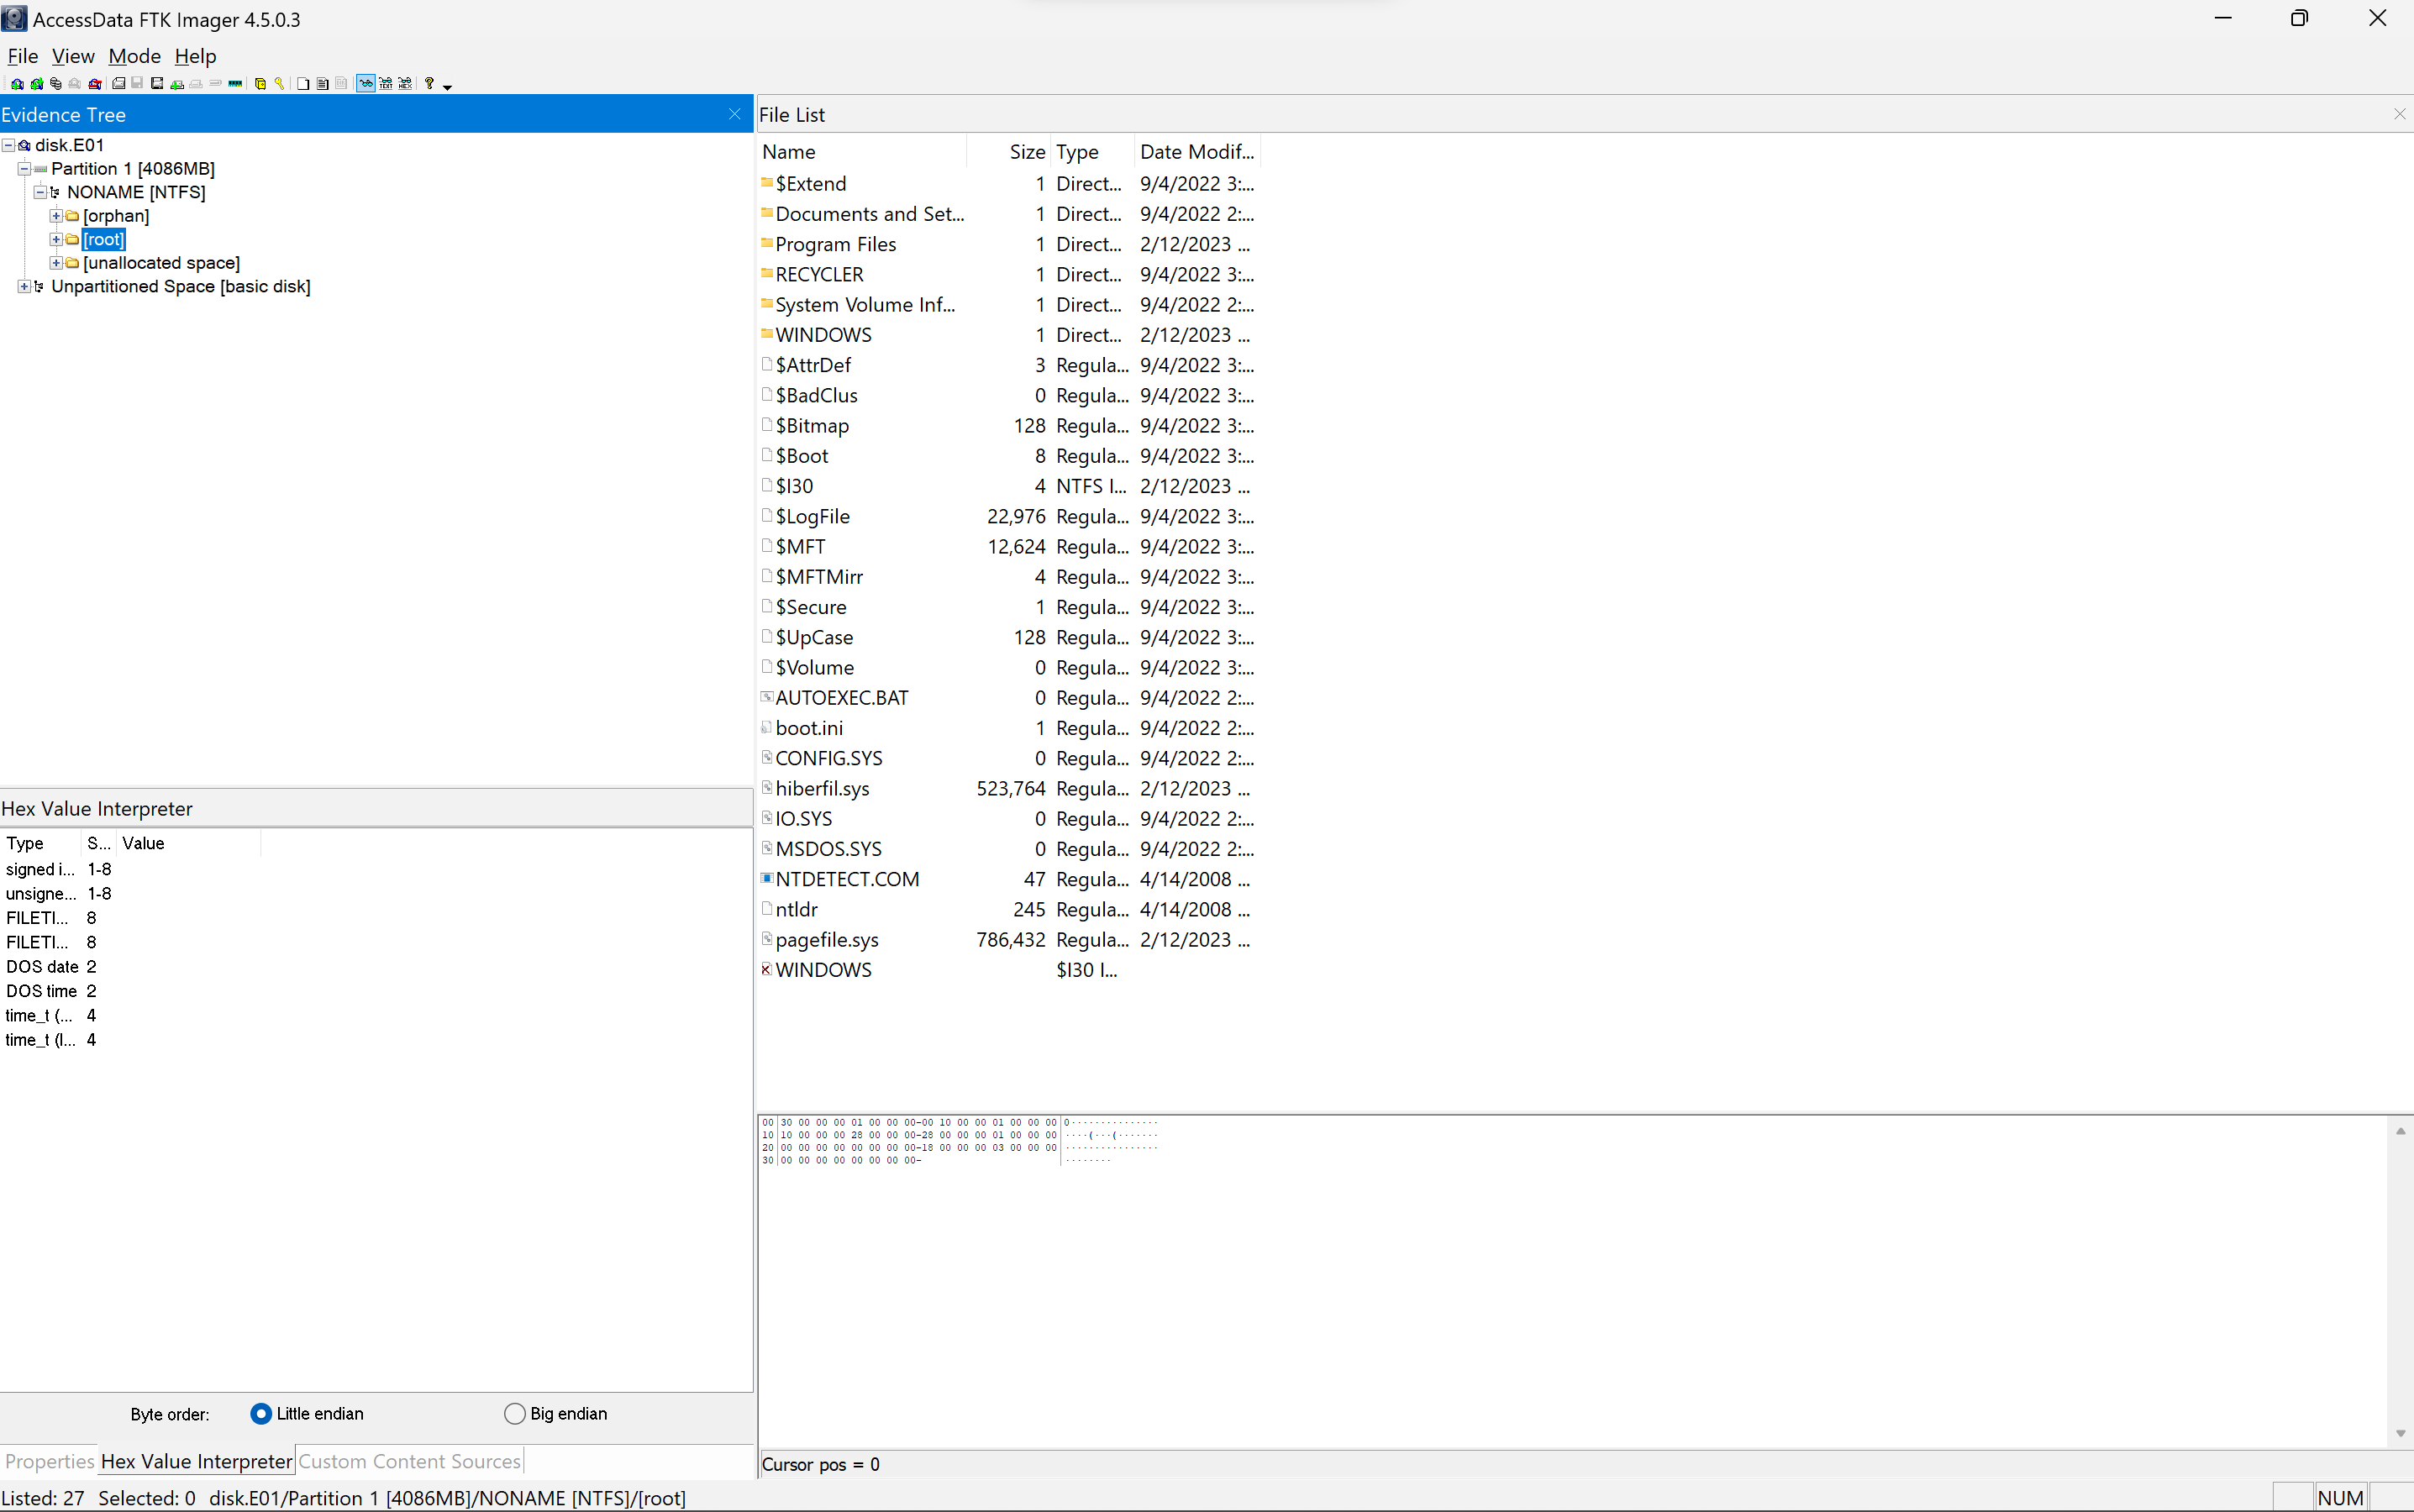 AccessData FTK Imager 4.5.0.3
File View Mode Help
Evidence Tree
disk.E01
Partition 1 [4086MB]
NONAME [NTFS]
[orphan]
[root]
[unallocated space]
Unpartitioned Space [basic disk]
Hex Value Interpreter
Type S... Value
signed i... 1-8
unsigne... 1-8
FILETI... 8
FILETI... 8
DOS date 2
DOS time 2
time_t (... 4
time_t (l... 4
Byte order: Little endian Big endian
Properties Hex Value Interpreter Custom Content Sources
File List
Name Size Type Date Modif...
$Extend 1 Direct... 9/4/2022 3:...
Documents and Set... 1 Direct... 9/4/2022 2:...
Program Files 1 Direct... 2/12/2023 ...
RECYCLER 1 Direct... 9/4/2022 3:...
System Volume Inf... 1 Direct... 9/4/2022 2:...
WINDOWS 1 Direct... 2/12/2023 ...
$AttrDef 3 Regula... 9/4/2022 3:...
$BadClus 0 Regula... 9/4/2022 3:...
$Bitmap 128 Regula... 9/4/2022 3:...
$Boot 8 Regula... 9/4/2022 3:...
$I30 4 NTFS I... 2/12/2023 ...
$LogFile 22,976 Regula... 9/4/2022 3:...
$MFT 12,624 Regula... 9/4/2022 3:...
$MFTMirr 4 Regula... 9/4/2022 3:...
$Secure 1 Regula... 9/4/2022 3:...
$UpCase 128 Regula... 9/4/2022 3:...
$Volume 0 Regula... 9/4/2022 3:...
AUTOEXEC.BAT 0 Regula... 9/4/2022 2:...
boot.ini 1 Regula... 9/4/2022 2:...
CONFIG.SYS 0 Regula... 9/4/2022 2:...
hiberfil.sys 523,764 Regula... 2/12/2023 ...
IO.SYS 0 Regula... 9/4/2022 2:...
MSDOS.SYS 0 Regula... 9/4/2022 2:...
NTDETECT.COM 47 Regula... 4/14/2008 ...
ntldr 245 Regula... 4/14/2008 ...
pagefile.sys 786,432 Regula... 2/12/2023 ...
WINDOWS $I30 I...
00 30 00 00 00 01 00 00 00-00 10 00 00 01 00 00 00 0···············
10 10 00 00 00 28 00 00 00-28 00 00 00 01 00 00 00 ····(···(·······
20 00 00 00 00 00 00 00 00-18 00 00 00 03 00 00 00 ················
30 00 00 00 00 00 00 00 00- ········
Cursor pos = 0
Listed: 27 Selected: 0 disk.E01/Partition 1 [4086MB]/NONAME [NTFS]/[root] NUM